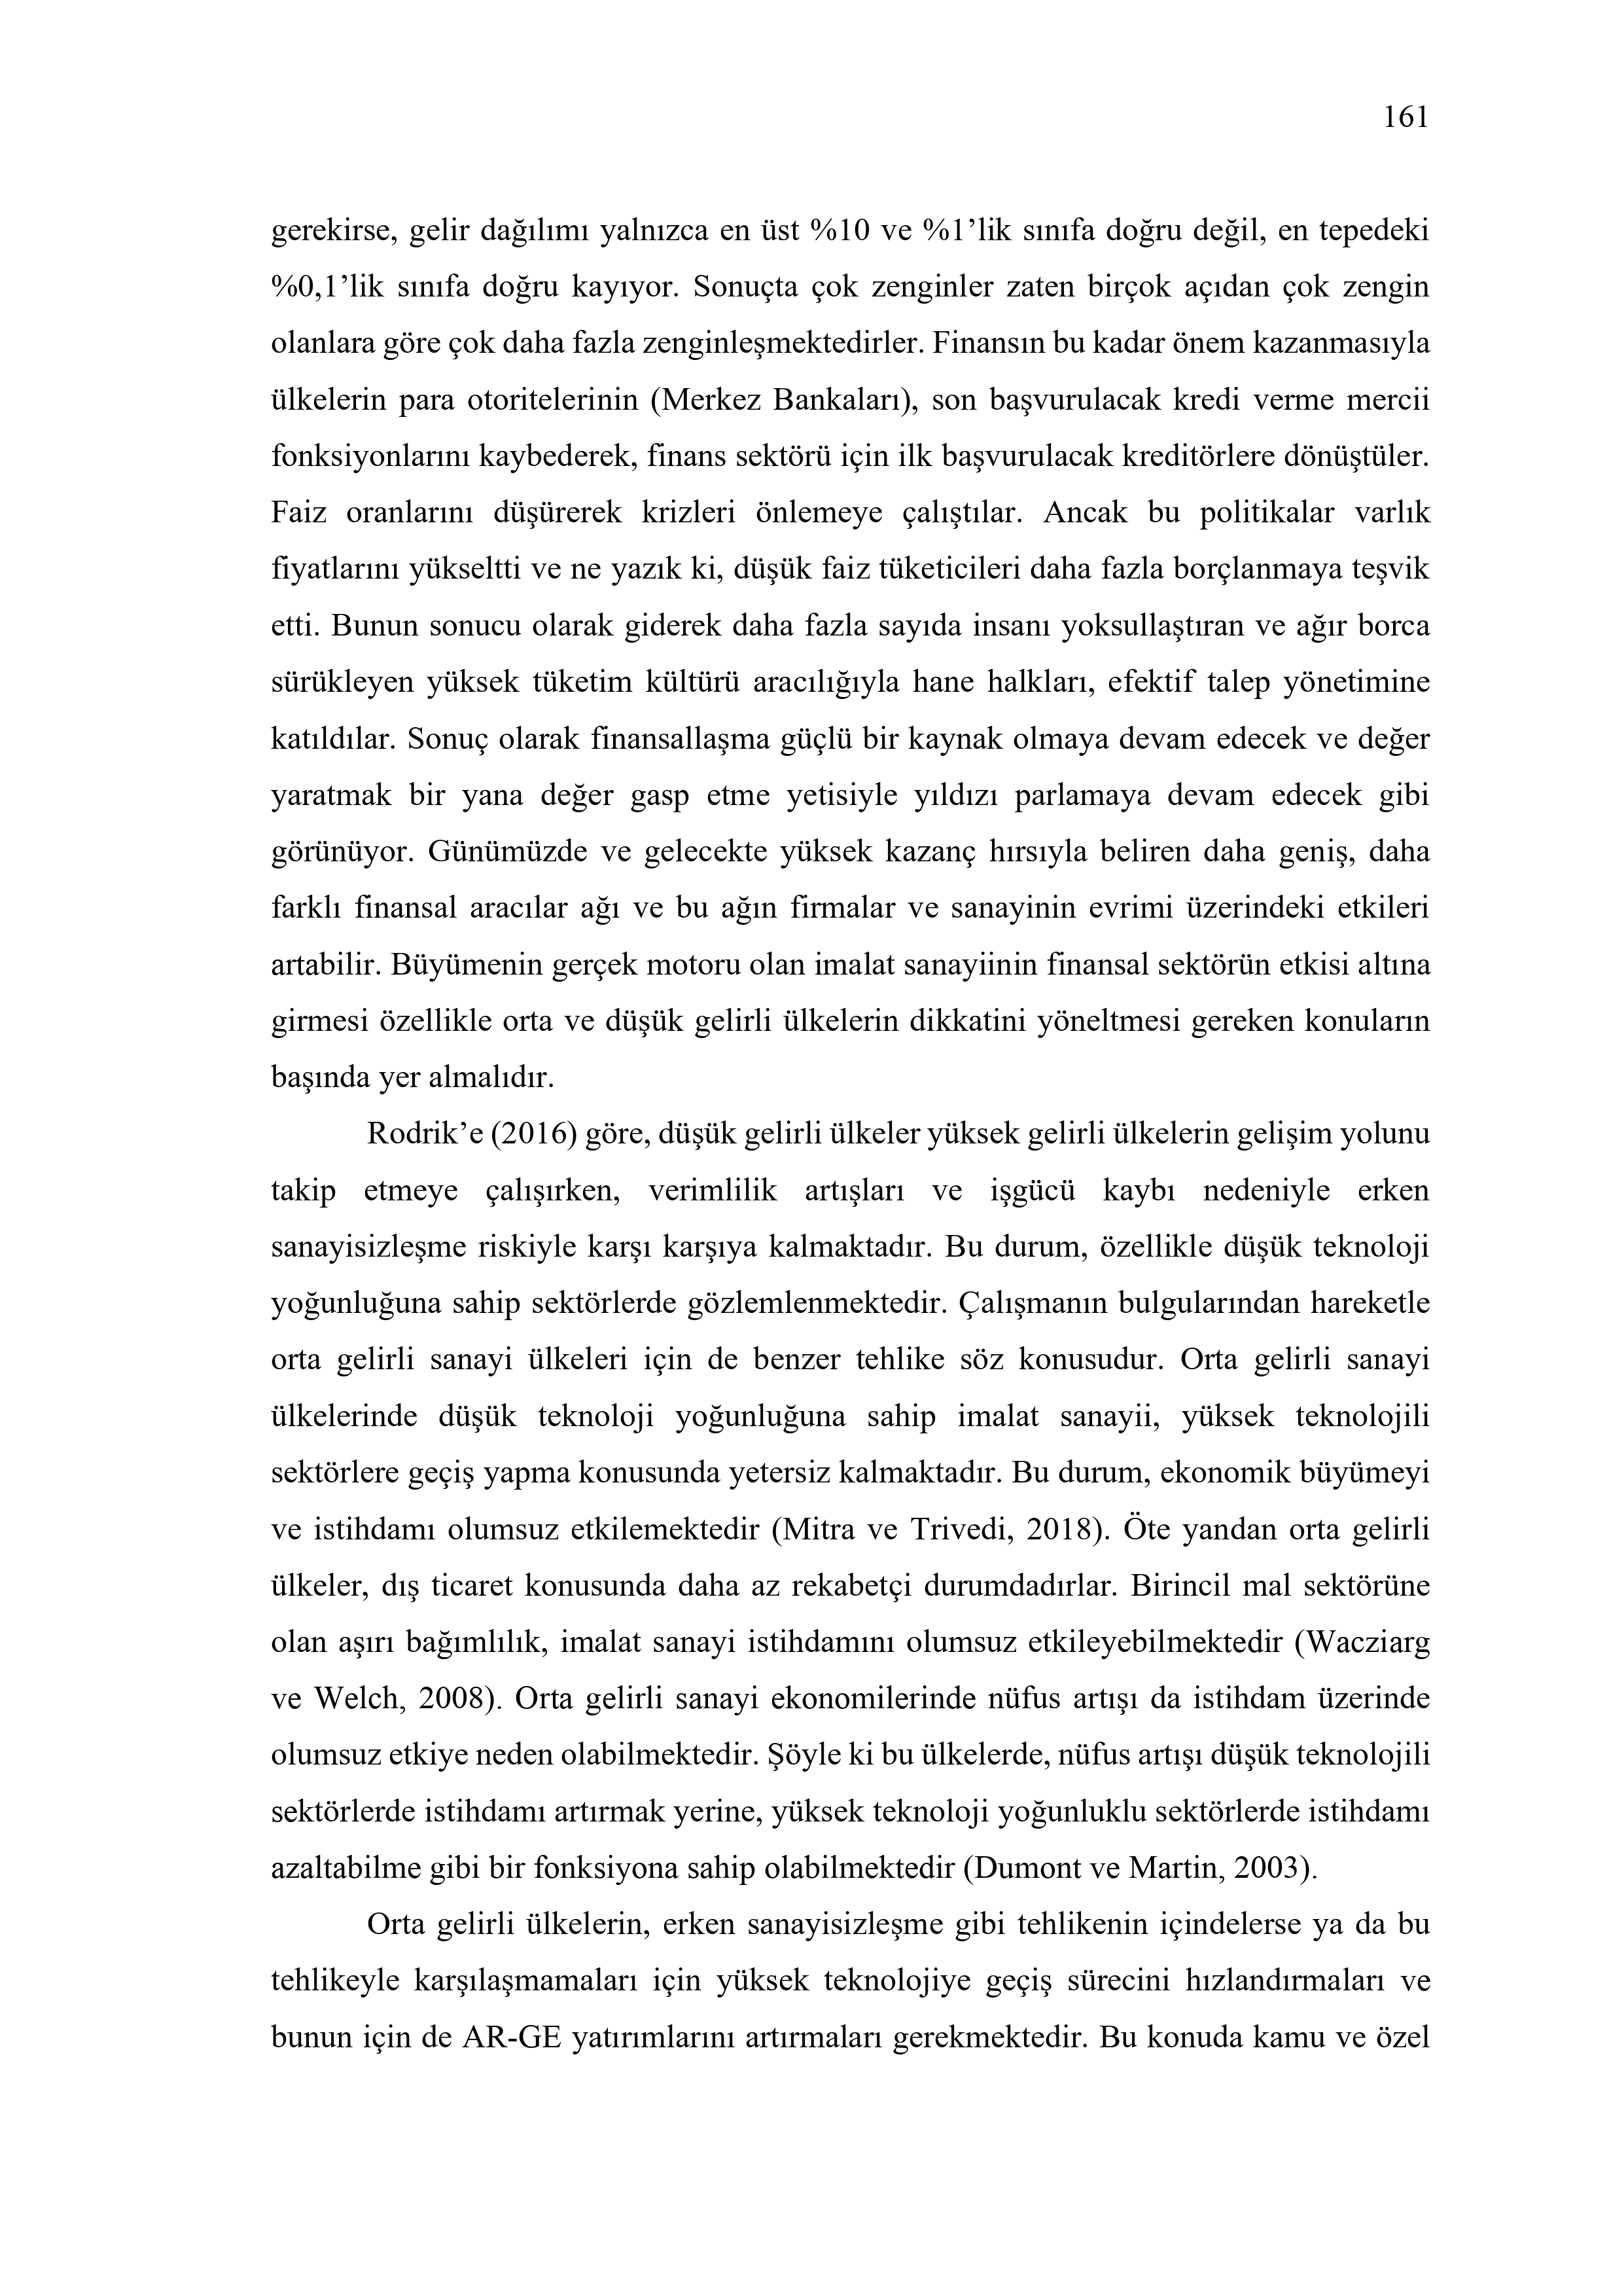 161
gerekirse, gelir dağılımı yalnızca en üst %10 ve %1’lik sınıfa doğru değil, en tepedeki
%0,1’lik sınıfa doğru kayıyor. Sonuçta çok zenginler zaten birçok açıdan çok zengin
olanlara göre çok daha fazla zenginleşmektedirler. Finansın bu kadar önem kazanmasıyla
ülkelerin para otoritelerinin (Merkez Bankaları), son başvurulacak kredi verme mercii
fonksiyonlarını kaybederek, finans sektörü için ilk başvurulacak kreditörlere dönüştüler.
Faiz oranlarını düşürerek krizleri önlemeye çalıştılar. Ancak bu politikalar varlık
fiyatlarını yükseltti ve ne yazık ki, düşük faiz tüketicileri daha fazla borçlanmaya teşvik
etti. Bunun sonucu olarak giderek daha fazla sayıda insanı yoksullaştıran ve ağır borca
sürükleyen yüksek tüketim kültürü aracılığıyla hane halkları, efektif talep yönetimine
katıldılar. Sonuç olarak finansallaşma güçlü bir kaynak olmaya devam edecek ve değer
yaratmak bir yana değer gasp etme yetisiyle yıldızı parlamaya devam edecek gibi
görünüyor. Günümüzde ve gelecekte yüksek kazanç hırsıyla beliren daha geniş, daha
farklı finansal aracılar ağı ve bu ağın firmalar ve sanayinin evrimi üzerindeki etkileri
artabilir. Büyümenin gerçek motoru olan imalat sanayiinin finansal sektörün etkisi altına
girmesi özellikle orta ve düşük gelirli ülkelerin dikkatini yöneltmesi gereken konuların
başında yer almalıdır.
Rodrik’e (2016) göre, düşük gelirli ülkeler yüksek gelirli ülkelerin gelişim yolunu
takip etmeye çalışırken, verimlilik artışları ve işgücü kaybı nedeniyle erken
sanayisizleşme riskiyle karşı karşıya kalmaktadır. Bu durum, özellikle düşük teknoloji
yoğunluğuna sahip sektörlerde gözlemlenmektedir. Çalışmanın bulgularından hareketle
orta gelirli sanayi ülkeleri için de benzer tehlike söz konusudur. Orta gelirli sanayi
ülkelerinde düşük teknoloji yoğunluğuna sahip imalat sanayii, yüksek teknolojili
sektörlere geçiş yapma konusunda yetersiz kalmaktadır. Bu durum, ekonomik büyümeyi
ve istihdamı olumsuz etkilemektedir (Mitra ve Trivedi, 2018). Öte yandan orta gelirli
ülkeler, dış ticaret konusunda daha az rekabetçi durumdadırlar. Birincil mal sektörüne
olan aşırı bağımlılık, imalat sanayi istihdamını olumsuz etkileyebilmektedir (Wacziarg
ve Welch, 2008). Orta gelirli sanayi ekonomilerinde nüfus artışı da istihdam üzerinde
olumsuz etkiye neden olabilmektedir. Şöyle ki bu ülkelerde, nüfus artışı düşük teknolojili
sektörlerde istihdamı artırmak yerine, yüksek teknoloji yoğunluklu sektörlerde istihdamı
azaltabilme gibi bir fonksiyona sahip olabilmektedir (Dumont ve Martin, 2003).
Orta gelirli ülkelerin, erken sanayisizleşme gibi tehlikenin içindelerse ya da bu
tehlikeyle karşılaşmamaları için yüksek teknolojiye geçiş sürecini hızlandırmaları ve
bunun için de AR-GE yatırımlarını artırmaları gerekmektedir. Bu konuda kamu ve özel